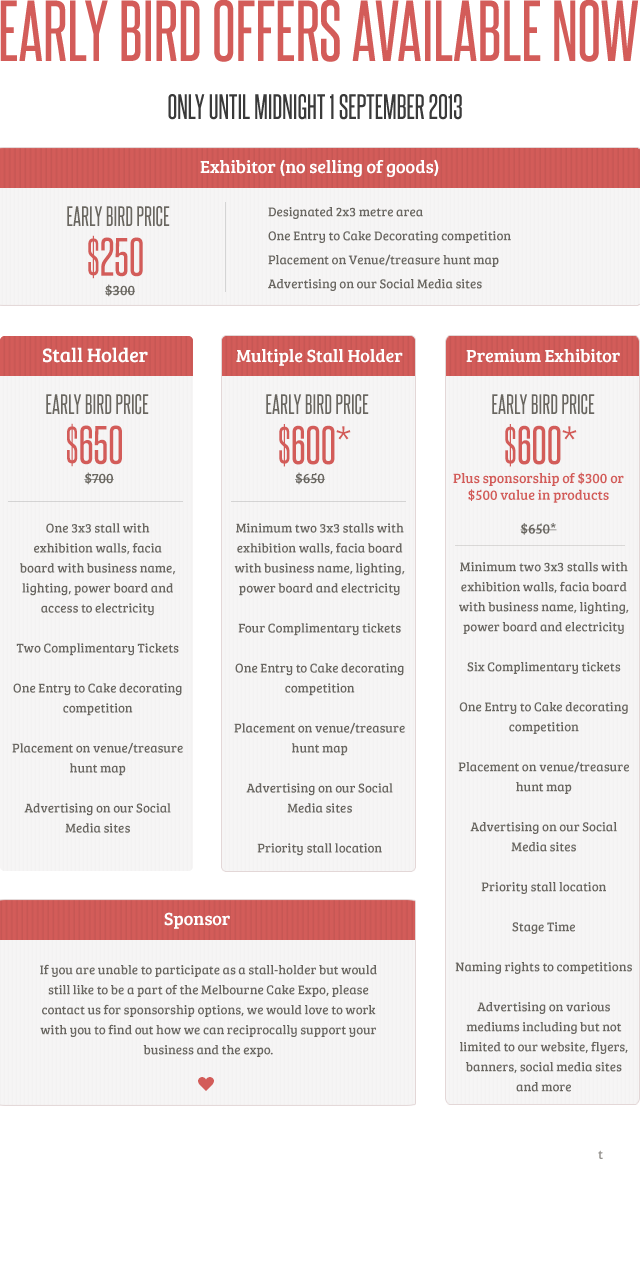 EARLY BIRD OFFERS AVAILABLE NOW
ONLY UNTIL MIDNIGHT 1 SEPTEMBER 2013
Exhibitor (no selling of goods)
EARLY BIRD PRICE
$250
$300
Designated 2x3 metre area
One Entry to Cake Decorating competition
Placement on Venue/treasure hunt map
Advertising on our Social Media sites
Stall Holder
EARLY BIRD PRICE
$650
$700
One 3x3 stall with
exhibition walls, facia
board with business name,
lighting, power board and
access to electricity
Two Complimentary Tickets
One Entry to Cake decorating
competition
Placement on venue/treasure
hunt map
Advertising on our Social
Media sites
Multiple Stall Holder
EARLY BIRD PRICE
$600*
$650
Minimum two 3x3 stalls with
exhibition walls, facia board
with business name, lighting,
power board and electricity
Four Complimentary tickets
One Entry to Cake decorating
competition
Placement on venue/treasure
hunt map
Advertising on our Social
Media sites
Priority stall location
Premium Exhibitor
EARLY BIRD PRICE
$600*
Plus sponsorship of $300 or
$500 value in products
$650*
Minimum two 3x3 stalls with
exhibition walls, facia board
with business name, lighting,
power board and electricity
Six Complimentary tickets
One Entry to Cake decorating
competition
Placement on venue/treasure
hunt map
Advertising on our Social
Media sites
Priority stall location
Stage Time
Naming rights to competitions
Advertising on various
mediums including but not
limited to our website, flyers,
banners, social media sites
and more
Sponsor
If you are unable to participate as a stall-holder but would
still like to be a part of the Melbourne Cake Expo, please
contact us for sponsorship options, we would love to work
with you to find out how we can reciprocally support your
business and the expo.
t